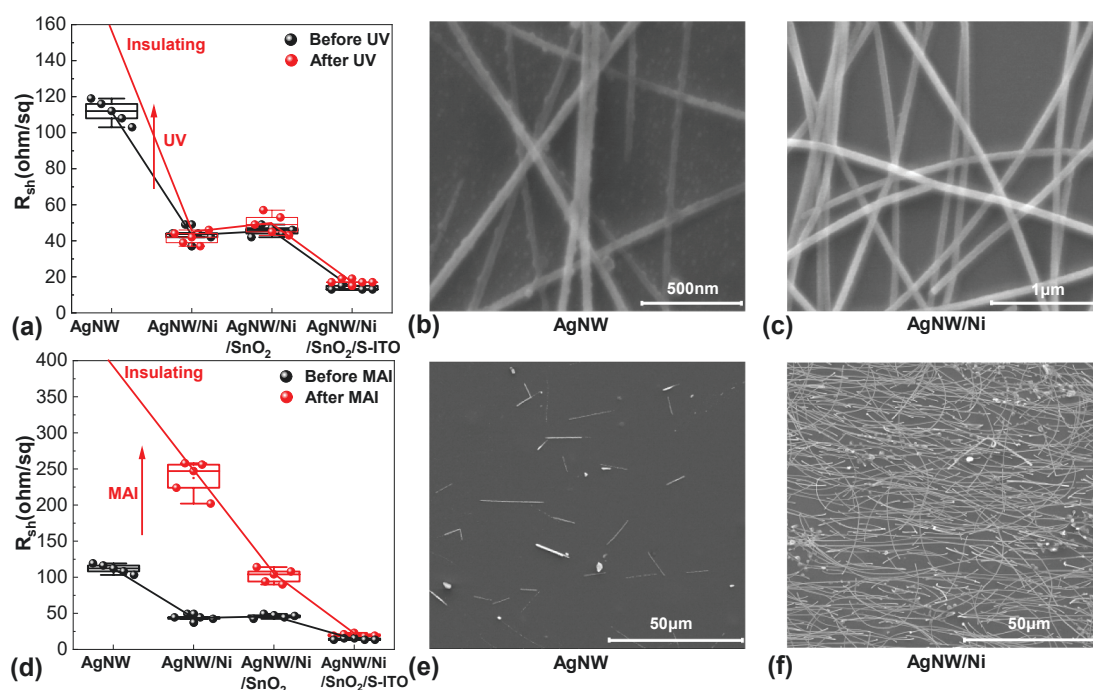 160
140
120
100
80
60
40
20
0
R_sh(ohm/sq)
Insulating
UV
Before UV
After UV
AgNW
AgNW/Ni
AgNW/Ni
/SnO₂
AgNW/Ni
/SnO₂/S-ITO
(a)
500nm
(b)
AgNW
1µm
(c)
AgNW/Ni
400
350
300
250
200
150
100
50
0
R_sh(ohm/sq)
Insulating
MAI
Before MAI
After MAI
AgNW
AgNW/Ni
AgNW/Ni
/SnO₂
AgNW/Ni
/SnO₂/S-ITO
(d)
50µm
(e)
AgNW
50µm
(f)
AgNW/Ni